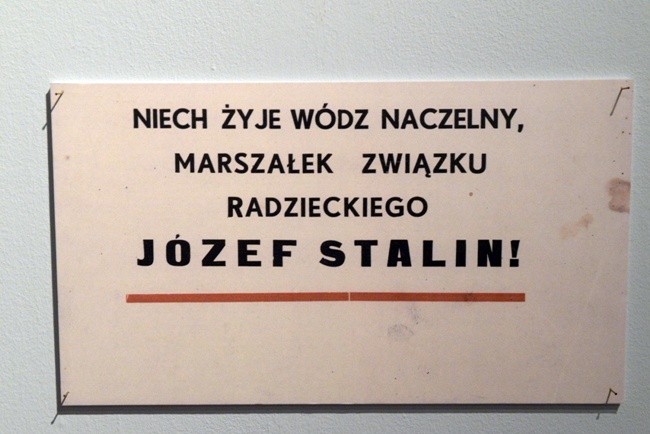 NIECH ŻYJE WÓDZ NACZELNY,
MARSZAŁEK ZWIĄZKU
RADZIECKIEGO
JÓZEF STALIN!